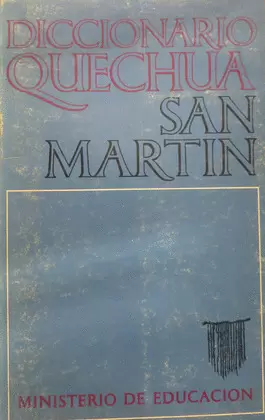 DICCIONARIO
QUECHUA
SAN
MARTIN
MINISTERIO DE EDUCACION